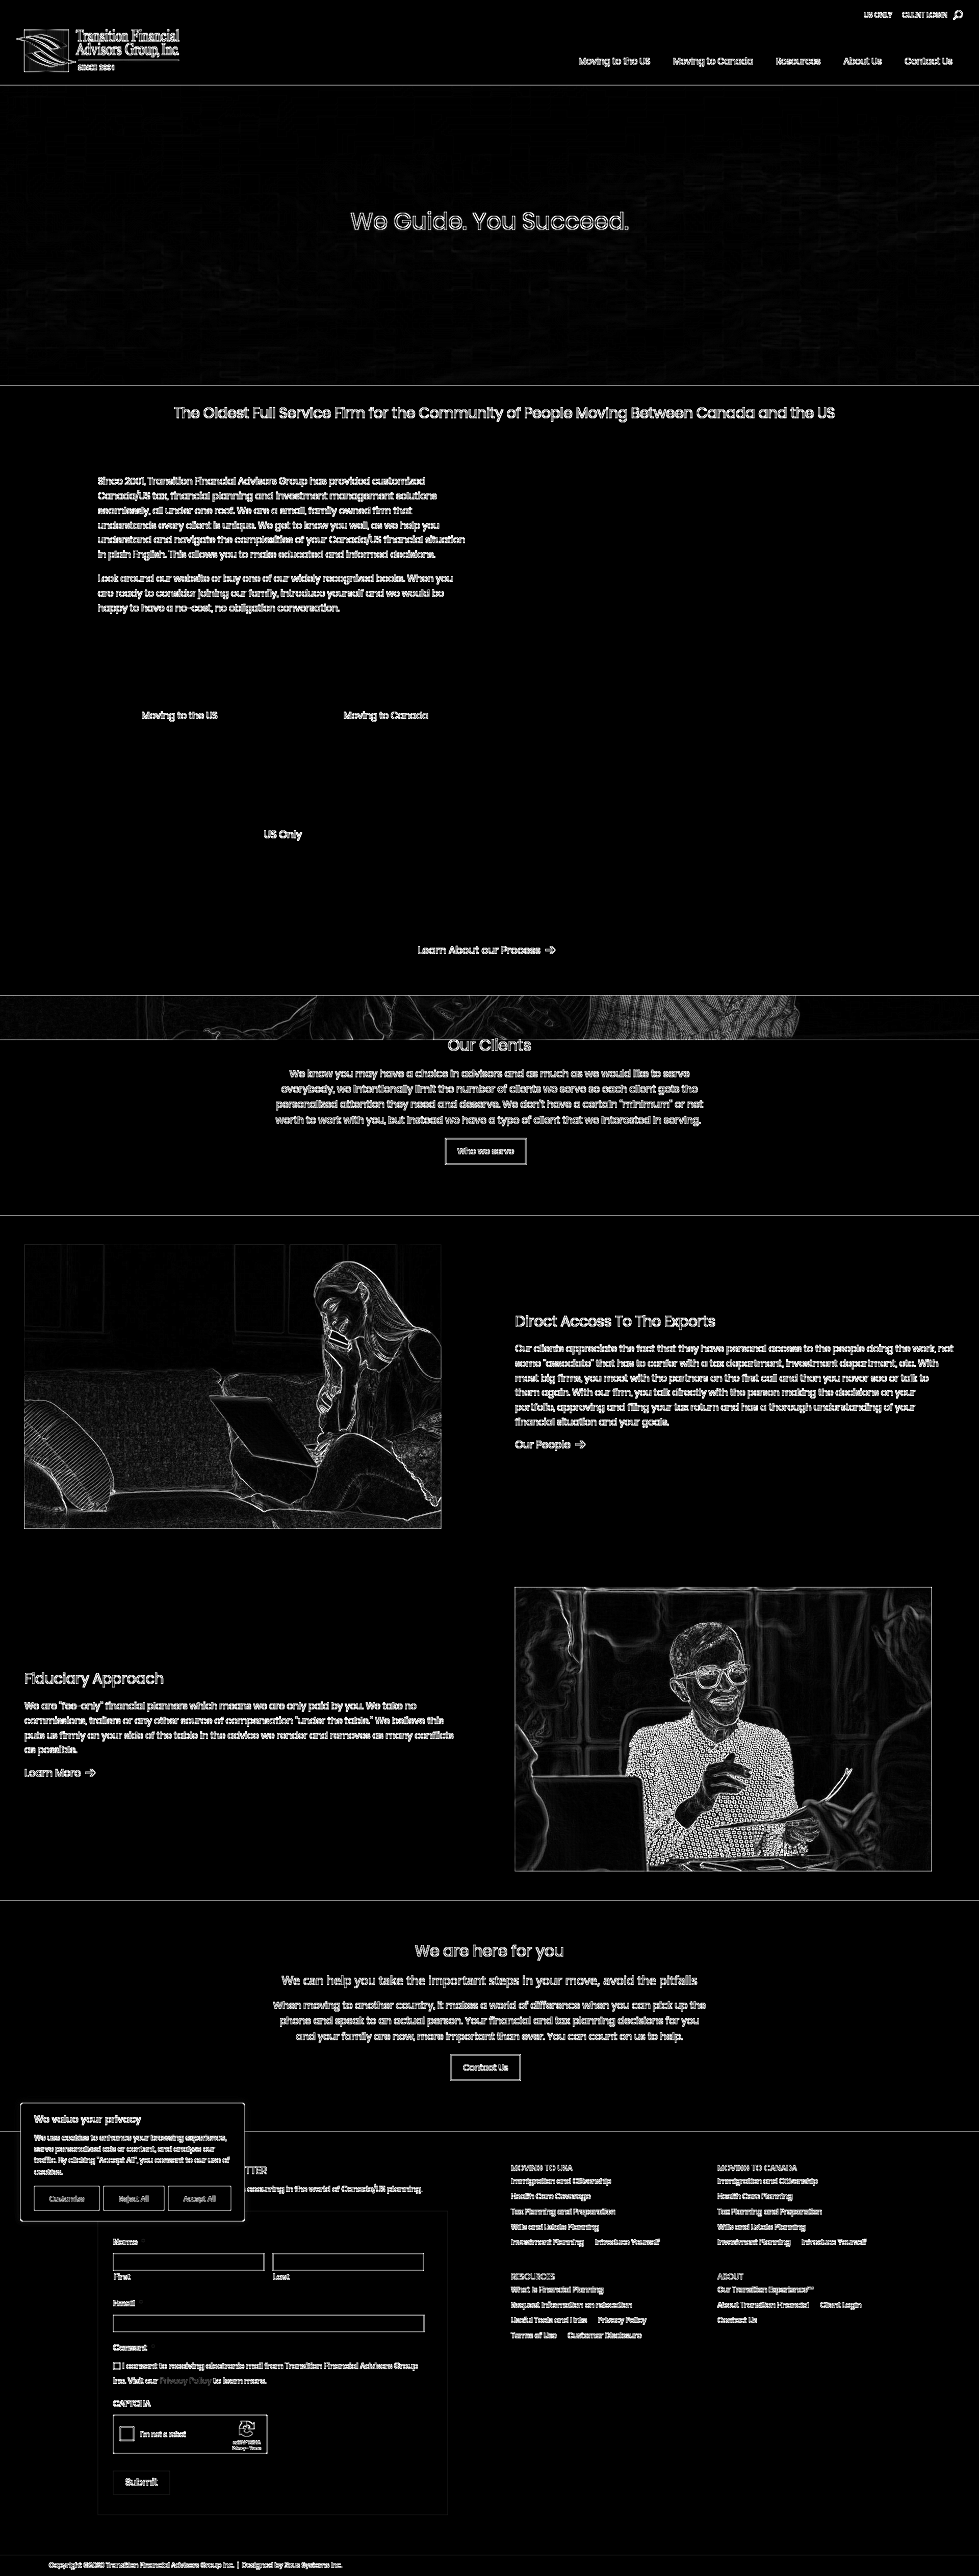 US ONLY CLIENT LOGIN
Transition Financial
Advisors Group, Inc.
SINCE 2001
Moving to the US Moving to Canada Resources About Us Contact Us
We Guide. You Succeed.
The Oldest Full Service Firm for the Community of People Moving Between Canada and the US
Since 2001, Transition Financial Advisors Group has provided customized
Canada/US tax, financial planning and investment management solutions
seamlessly, all under one roof. We are a small, family owned firm that
understands every client is unique. We get to know you well, as we help you
understand and navigate the complexities of your Canada/US financial situation
in plain English. This allows you to make educated and informed decisions.
Look around our website or buy one of our widely recognized books. When you
are ready to consider joining our family, introduce yourself and we would be
happy to have a no-cost, no obligation conversation.
Moving to the US Moving to Canada
US Only
Learn About our Process
Our Clients
We know you may have a choice in advisors and as much as we would like to serve
everybody, we intentionally limit the number of clients we serve so each client gets the
personalized attention they need and deserve. We don't have a certain "minimum" or net
worth to work with you, but instead we have a type of client that we interested in serving.
Who we serve
Direct Access To The Experts
Our clients appreciate the fact that they have personal access to the people doing the work, not
some "associate" that has to confer with a tax department, investment department, etc. With
most big firms, you meet with the partners on the first call and then you never see or talk to
them again. With our firm, you talk directly with the person making the decisions on your
portfolio, approving and filing your tax return and has a thorough understanding of your
financial situation and your goals.
Our People
Fiduciary Approach
We are "fee-only" financial planners which means we are only paid by you. We take no
commissions, trailers or any other source of compensation "under the table." We believe this
puts us firmly on your side of the table in the advice we render and removes as many conflicts
as possible.
Learn More
We are here for you
We can help you take the important steps in your move, avoid the pitfalls
When moving to another country, it makes a world of difference when you can pick up the
phone and speak to an actual person. Your financial and tax planning decisions for you
and your family are now, more important than ever. You can count on us to help.
Contact Us
We value your privacy
We use cookies to enhance your browsing experience,
serve personalized ads or content, and analyze our
traffic. By clicking "Accept All", you consent to our use of
cookies.
Customize Reject All Accept All
TTER
occurring in the world of Canada/US planning.
Name *
First Last
Email *
Consent *
I consent to receiving electronic mail from Transition Financial Advisors Group
Inc. Visit our Privacy Policy to learn more.
CAPTCHA
I'm not a robot
reCAPTCHA
Privacy - Terms
Submit
MOVING TO USA
Immigration and Citizenship
Health Care Coverage
Tax Planning and Preparation
Wills and Estate Planning
Investment Planning Introduce Yourself
MOVING TO CANADA
Immigration and Citizenship
Health Care Planning
Tax Planning and Preparation
Wills and Estate Planning
Investment Planning Introduce Yourself
RESOURCES
What is Financial Planning
Request information on relocation
Useful Tools and Links Privacy Policy
Terms of Use Customer Disclosure
ABOUT
Our Transition Experience™
About Transition Financial Client Login
Contact Us
Transition Financial Advisors Group Inc. | Designed by Zeus Systems Inc.